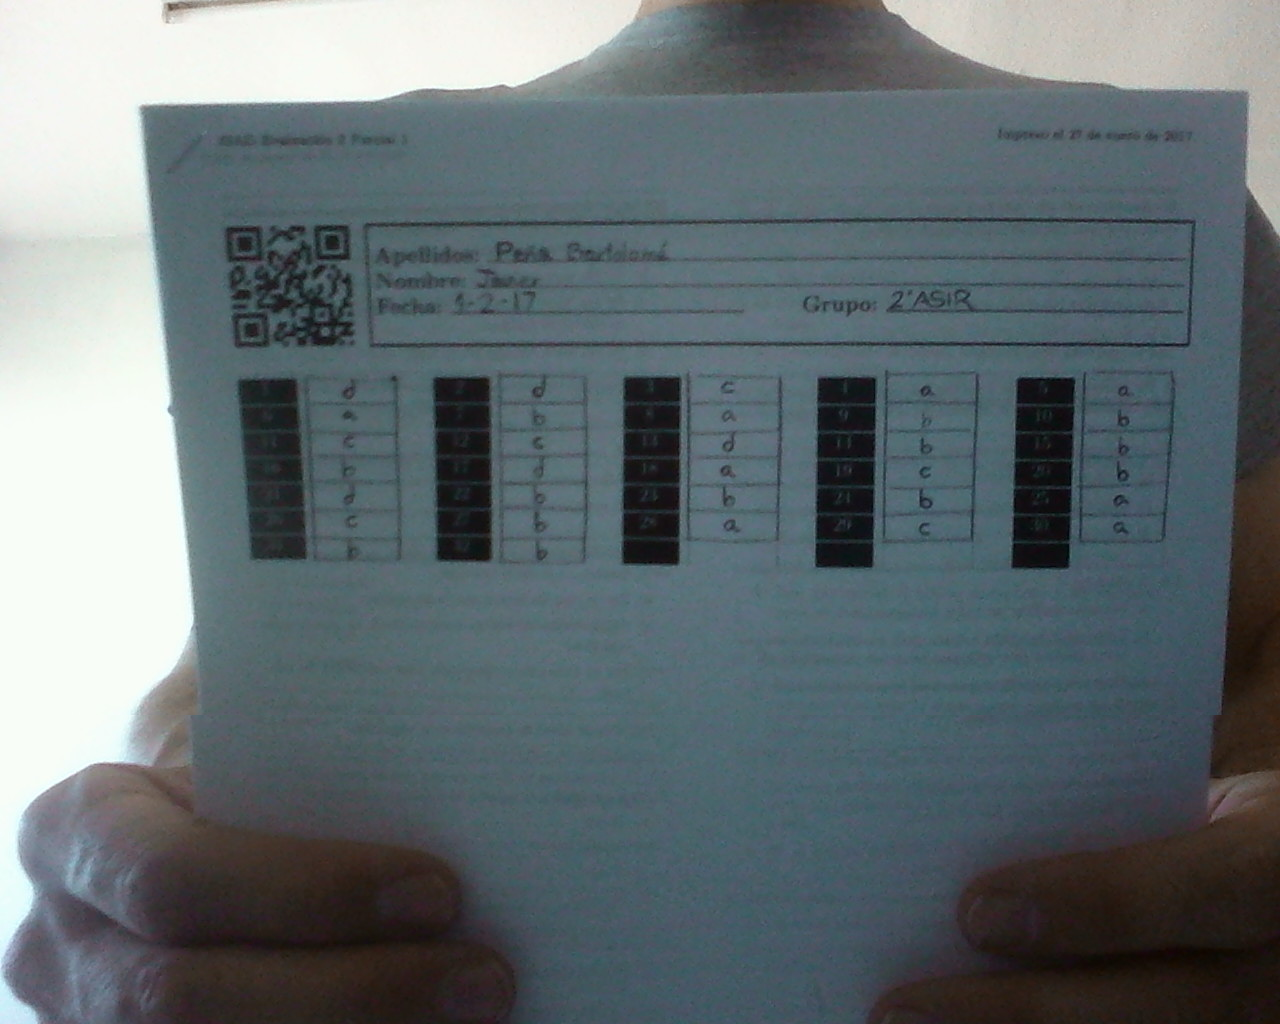 Evaluación 2 Parcial 1
Impreso el 27 de enero de 2017
Apellidos: Peña Bartolomé
Nombre: Javier
Fecha: 1-2-17 Grupo: 2ºASIR
1 d 2 d 3 c 4 a 5 a
6 a 7 b 8 a 9 b 10 b
11 c 12 c 13 d 14 b 15 b
16 b 17 d 18 a 19 c 20 b
21 d 22 b 23 b 24 b 25 a
26 c 27 b 28 a 29 c 30 a
31 b 32 b